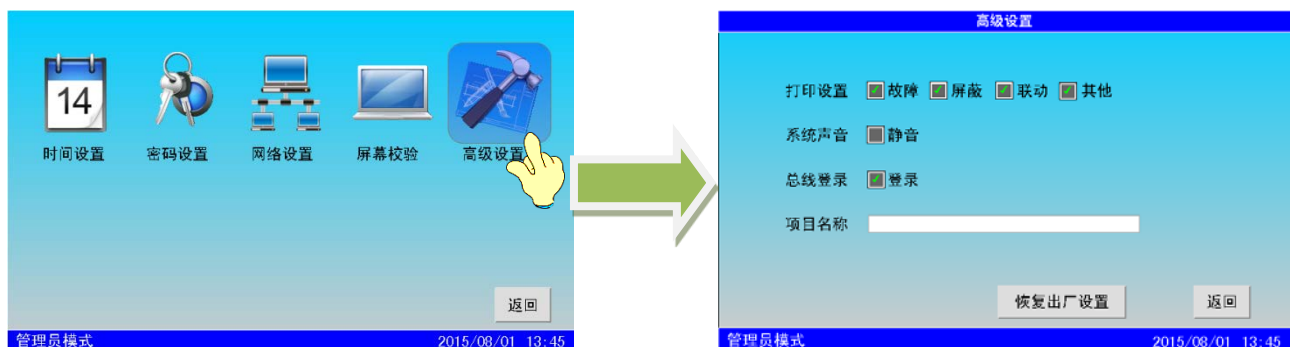 14
时间设置 密码设置 网络设置 屏幕校验 高级设置
返回
管理员模式 2015/08/01 13:45
高级设置
打印设置 故障 屏蔽 联动 其他
系统声音 静音
总线登录 登录
项目名称
恢复出厂设置 返回
管理员模式 2015/08/01 13:45